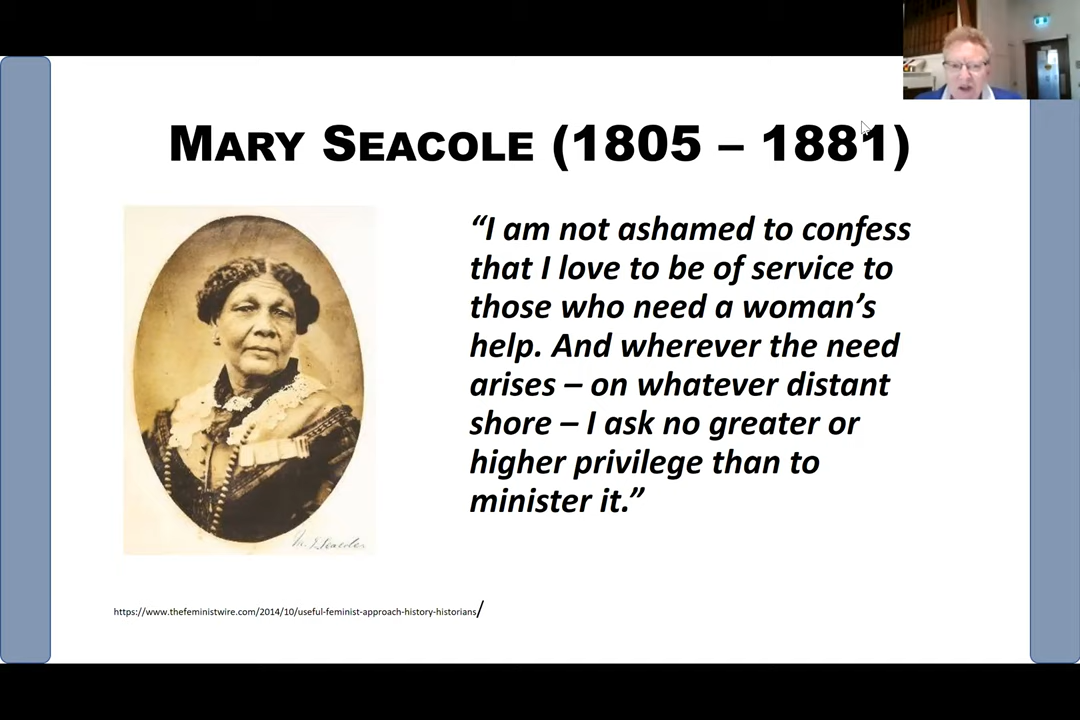 MARY SEACOLE (1805 – 1881)
“I am not ashamed to confess
that I love to be of service to
those who need a woman’s
help. And wherever the need
arises – on whatever distant
shore – I ask no greater or
higher privilege than to
minister it.”
https://www.thefeministwire.com/2014/10/useful-feminist-approach-history-historians/